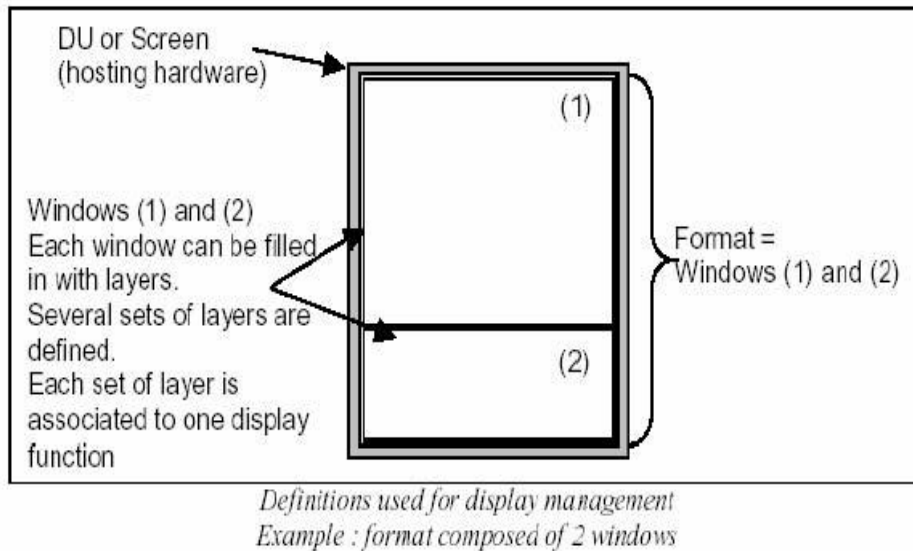 DU or Screen
(hosting hardware)
(1)
Windows (1) and (2)
Each window can be filled
in with layers.
Several sets of layers are
defined.
Each set of layer is
associated to one display
function
Format =
Windows (1) and (2)
(2)
Definitions used for display management
Example : format composed of 2 windows